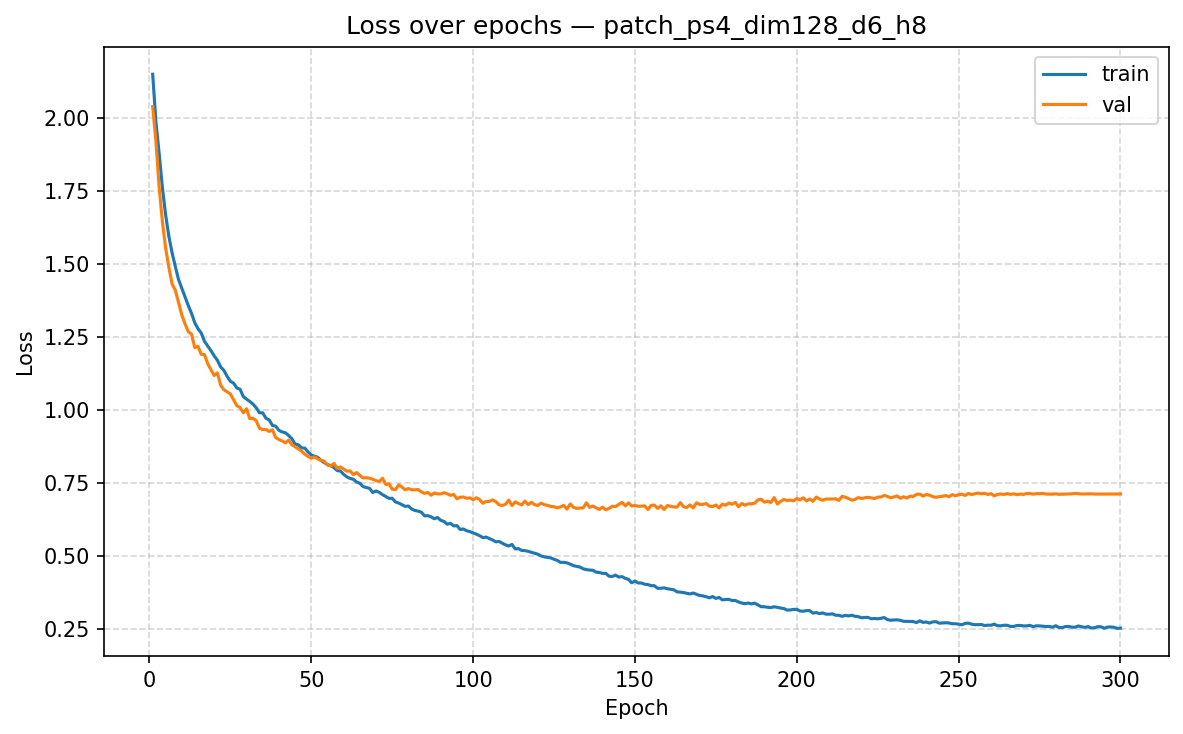 Loss over epochs — patch_ps4_dim128_d6_h8
train
val
2.00
1.75
1.50
1.25
1.00
0.75
0.50
0.25
Loss
0 50 100 150 200 250 300
Epoch